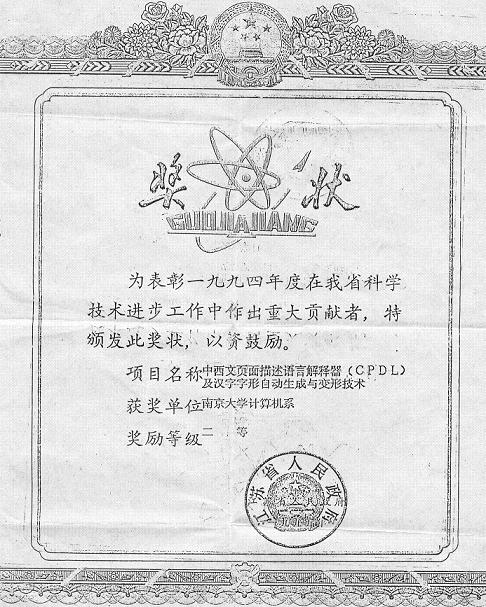 奖状
GUOJIAJIANG
为表彰一九九四年度在我省科学
技术进步工作中作出重大贡献者，特
颁发此奖状，以资鼓励。
项目名称中西文页面描述语言解释器（CPDL）
及汉字字形自动生成与变形技术
获奖单位南京大学计算机系
奖励等级二 等
江苏省人民政府